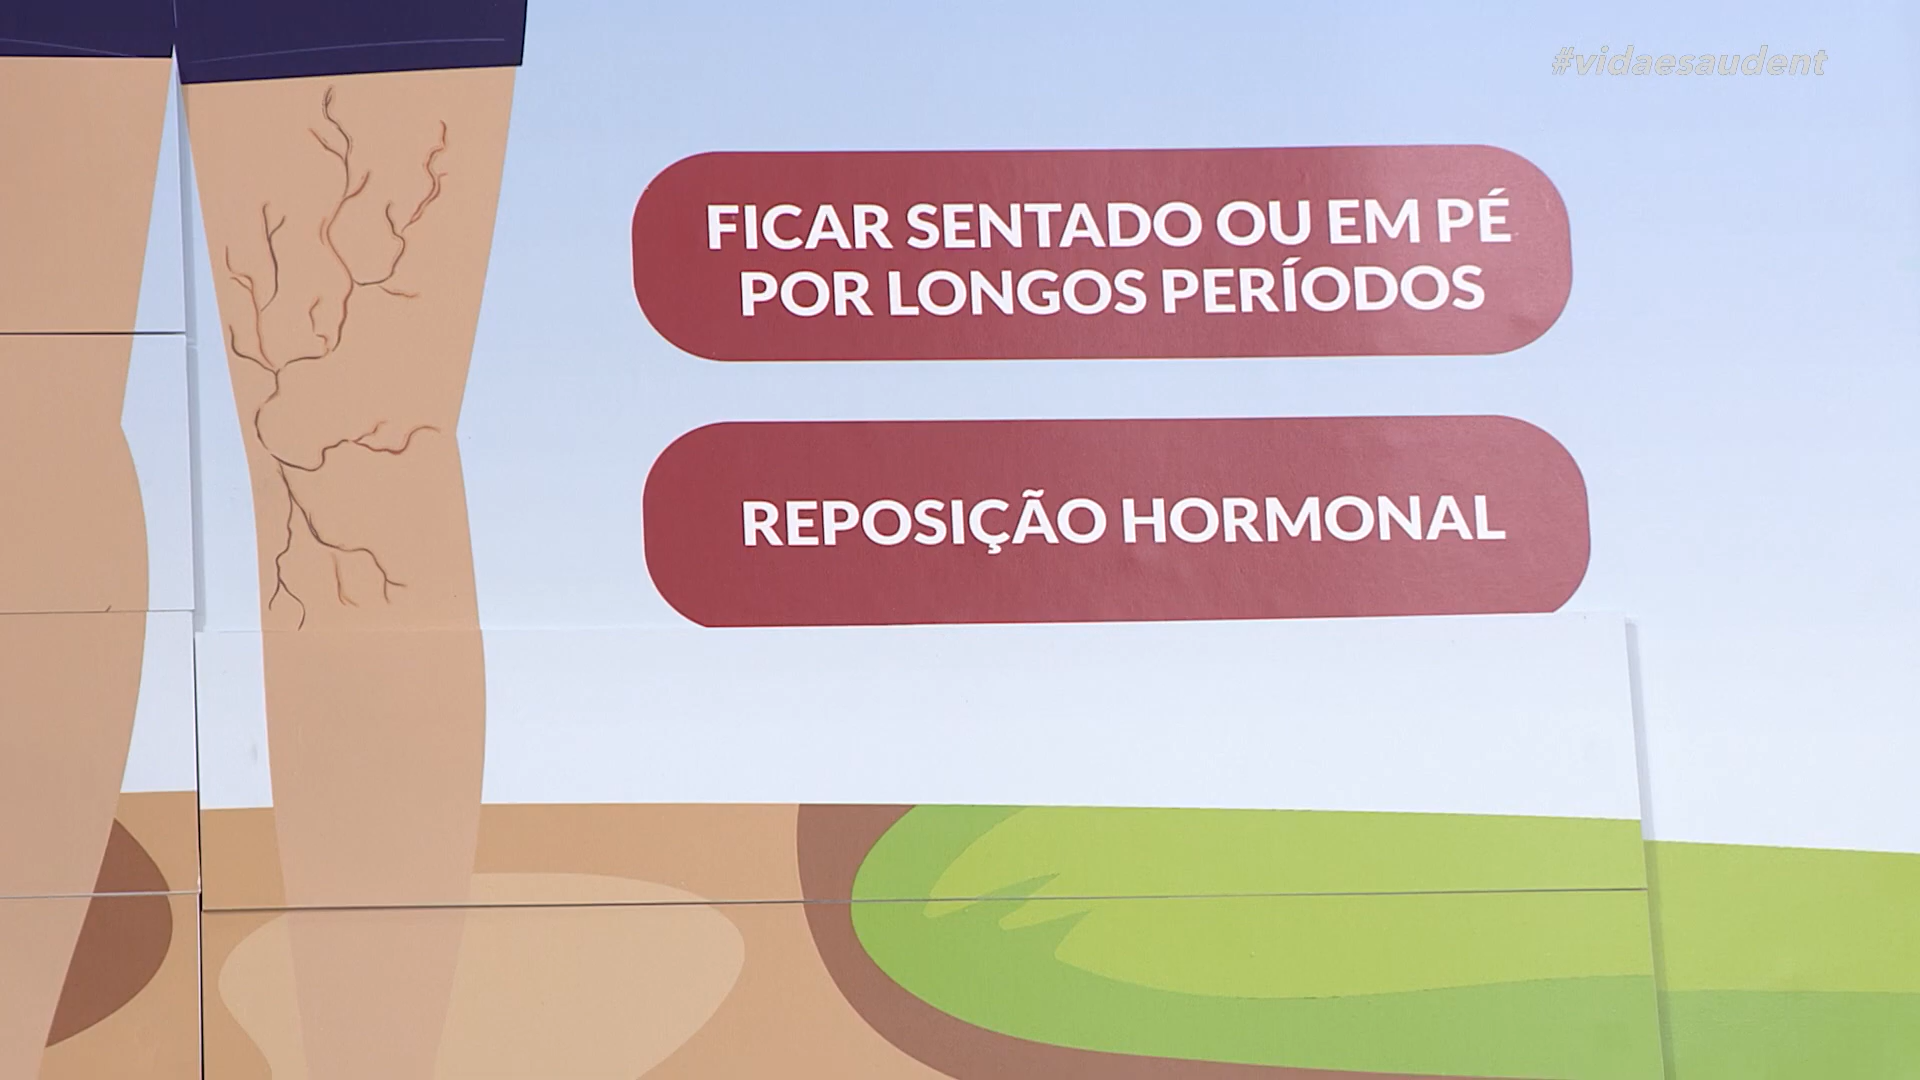 #vidaesaudent
FICAR SENTADO OU EM PÉ
POR LONGOS PERÍODOS
REPOSIÇÃO HORMONAL